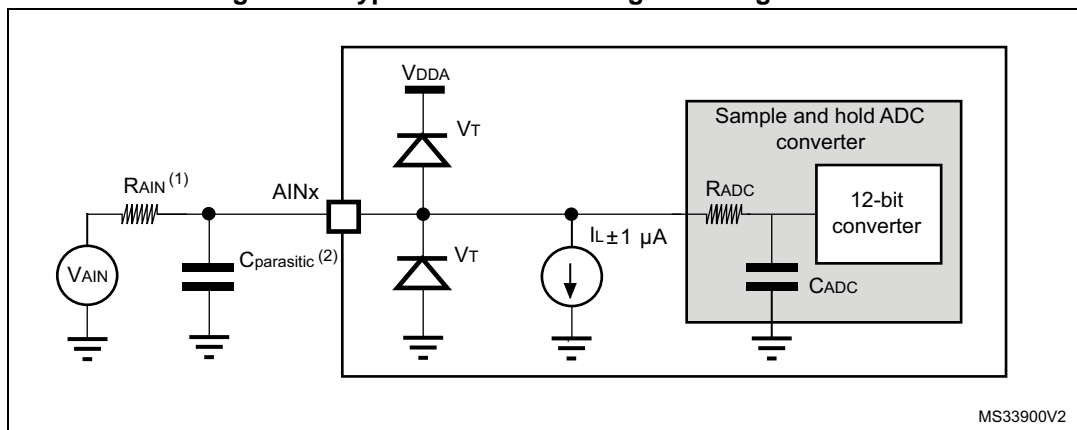 VDDA
Sample and hold ADC
converter
VT
RAIN (1)
AINx
RADC
12-bit
converter
IL±1 µA
VT
Cparasitic (2)
VAIN
CADC
MS33900V2